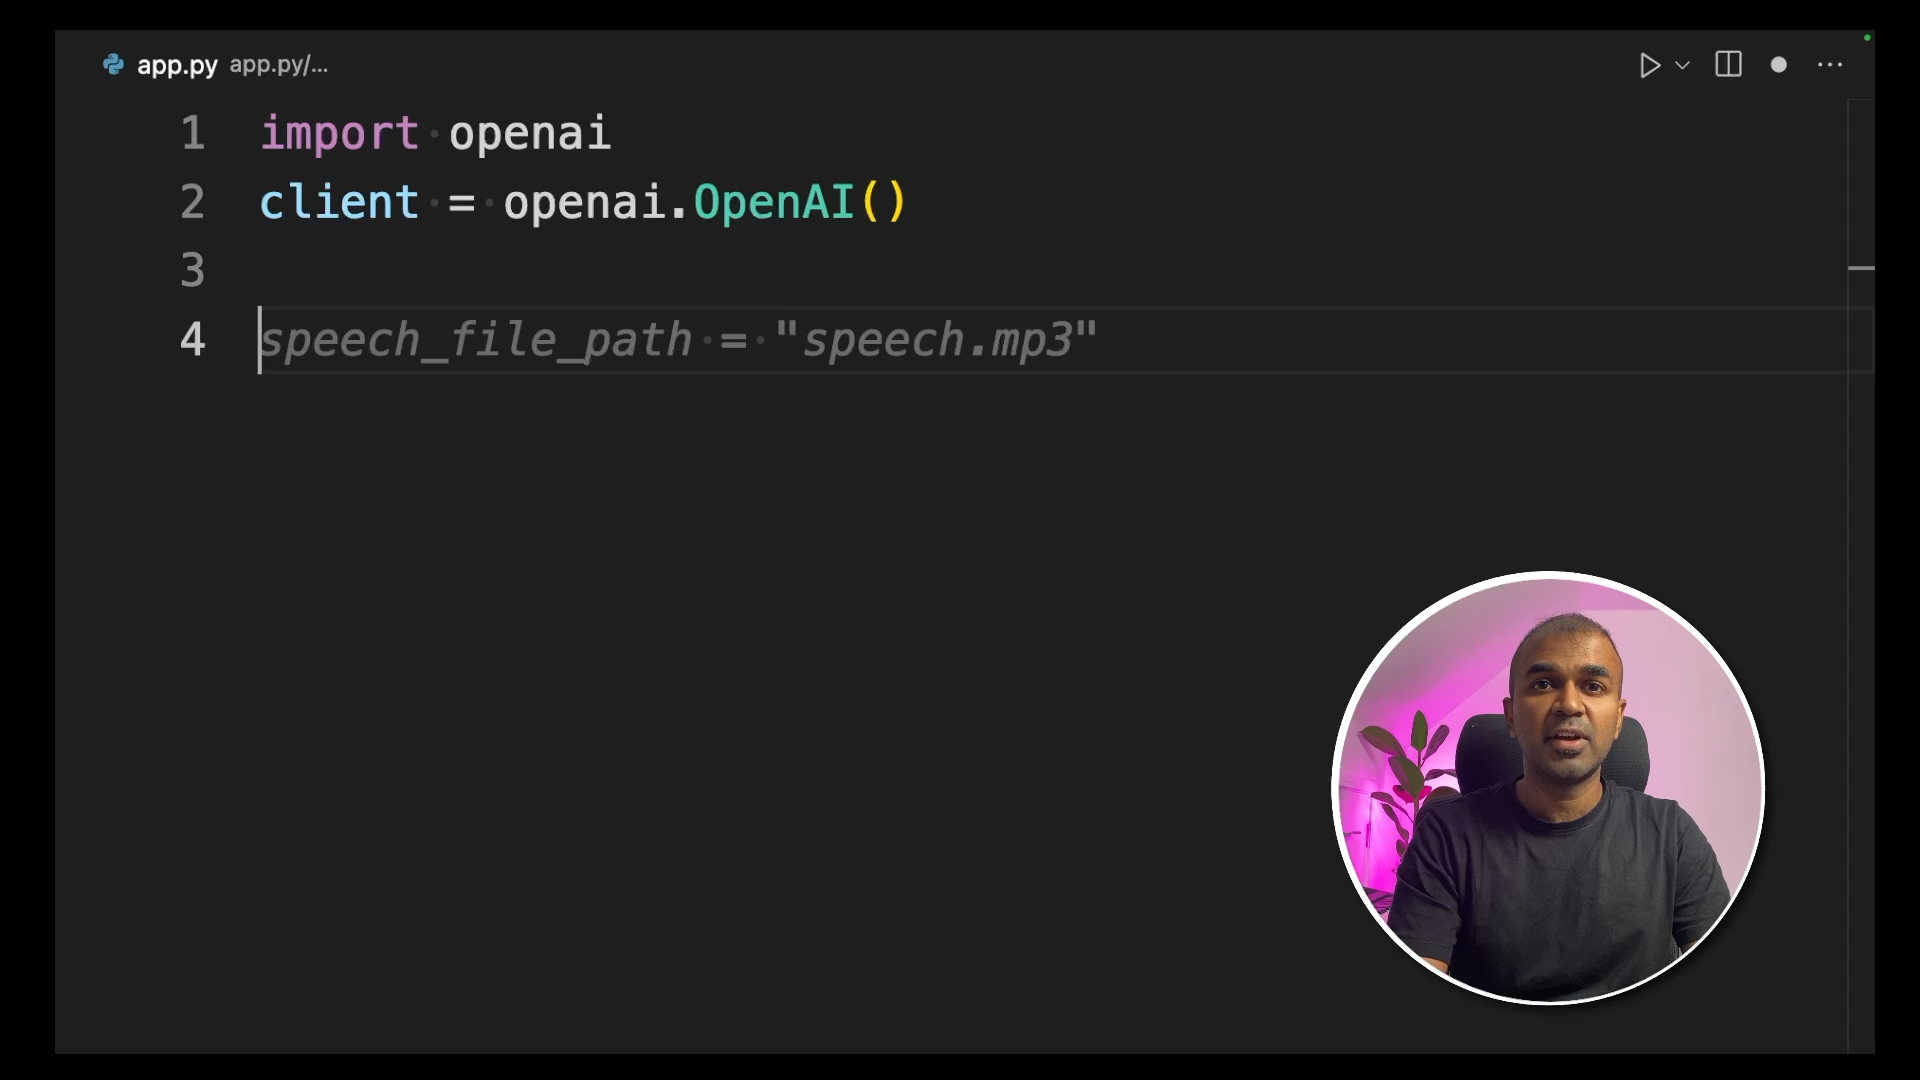 app.py app.py/...
1 import openai
2 client = openai.OpenAI()
3
4 speech_file_path = "speech.mp3"